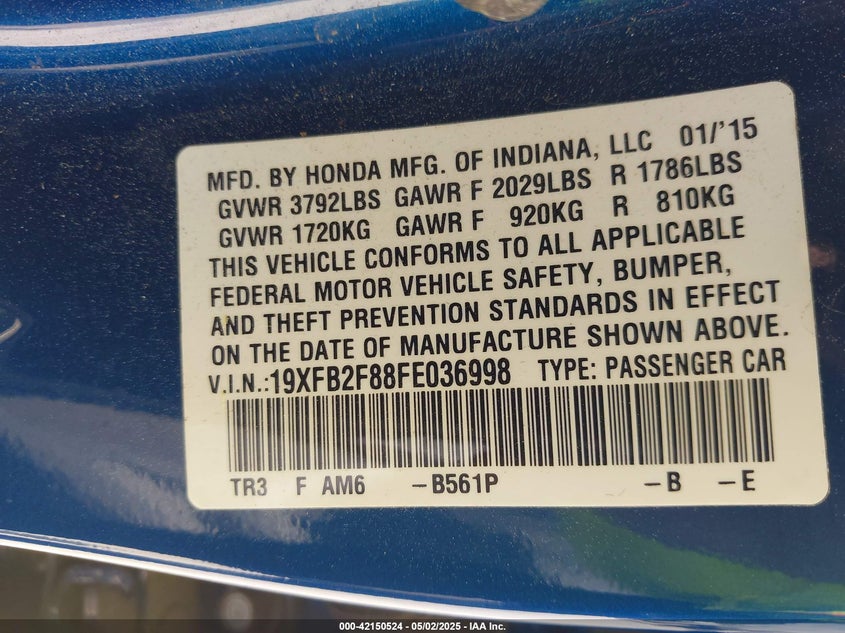 MFD. BY HONDA MFG. OF INDIANA, LLC 01/'15
GVWR 3792LBS GAWR F 2029LBS R 1786LBS
GVWR 1720KG GAWR F 920KG R 810KG
THIS VEHICLE CONFORMS TO ALL APPLICABLE
FEDERAL MOTOR VEHICLE SAFETY, BUMPER,
AND THEFT PREVENTION STANDARDS IN EFFECT
ON THE DATE OF MANUFACTURE SHOWN ABOVE.
V.I.N.:19XFB2F88FE036998 TYPE: PASSENGER CAR
TR3 F AM6 –B561P –B –E
000-42150524 - 05/02/2025 - IAA Inc.